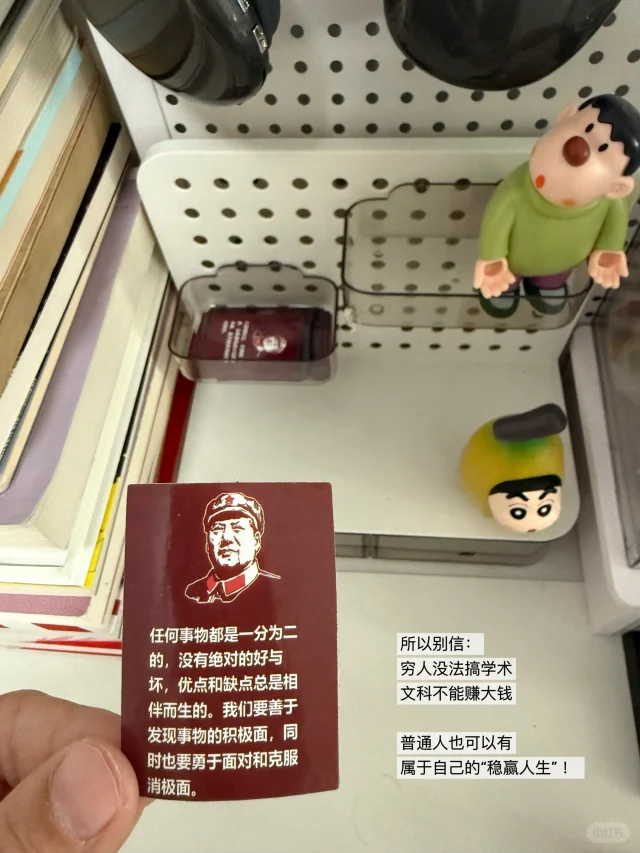 任何事物都是一分为二
的，没有绝对的好与
坏，优点和缺点总是相
伴而生的。我们要善于
发现事物的积极面，同
时也要勇于面对和克服
消极面。
所以别信：
穷人没法搞学术
文科不能赚大钱
普通人也可以有
属于自己的“稳赢人生”！
小红书